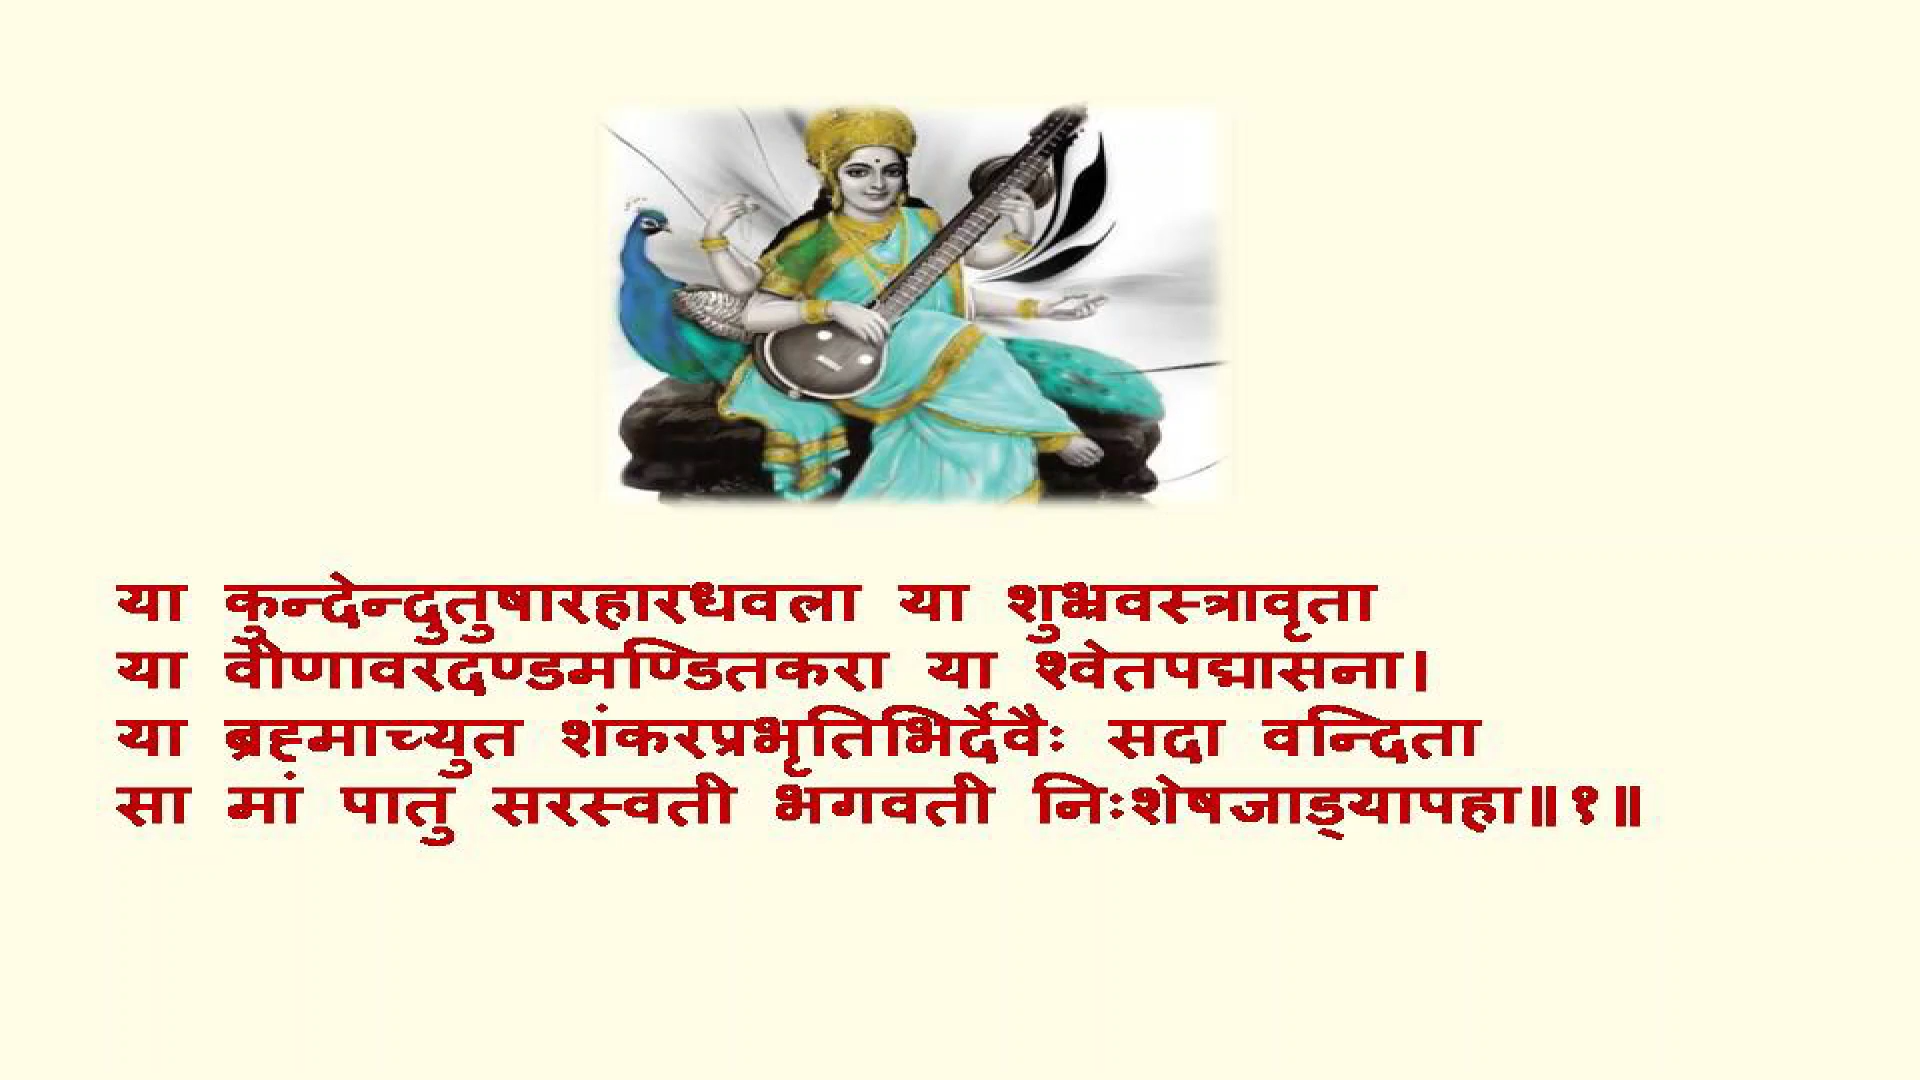 या कुन्देन्दुतुषारहारधवला या शुभ्रवस्त्रावृता
या वीणावरदण्डमण्डितकरा या श्वेतपद्मासना।
या ब्रह्माच्युत शंकरप्रभृतिभिर्देवैः सदा वन्दिता
सा मां पातु सरस्वती भगवती निःशेषजाड्यापहा॥१॥